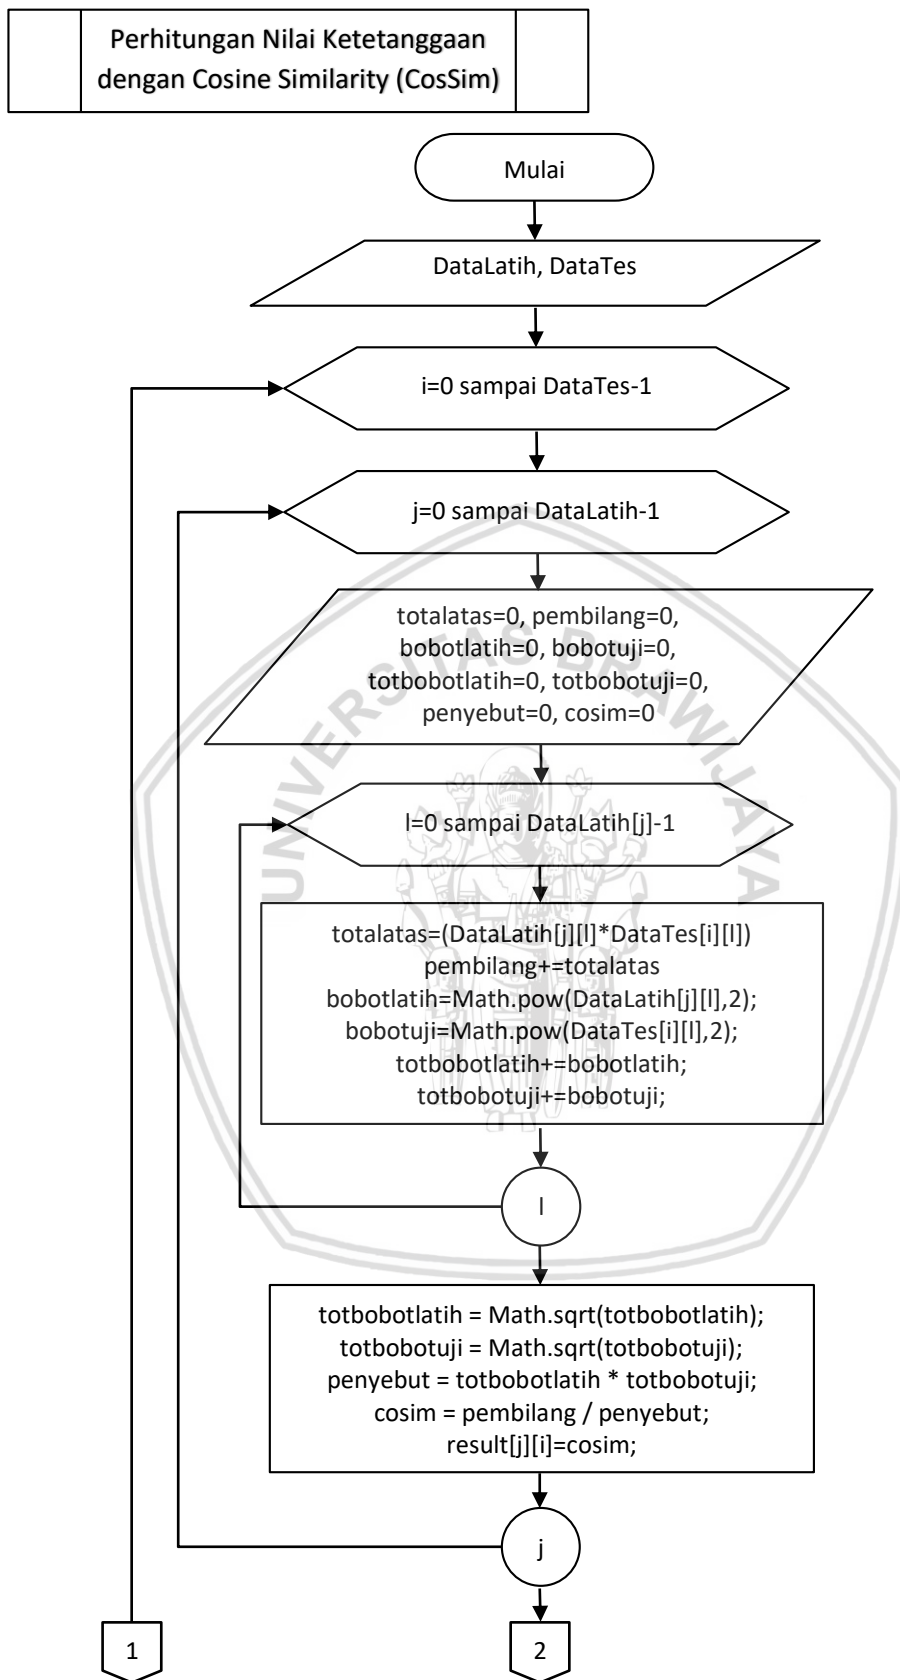 Perhitungan Nilai Ketetanggaan
dengan Cosine Similarity (CosSim)
Mulai
DataLatih, DataTes
i=0 sampai DataTes-1
j=0 sampai DataLatih-1
totalatas=0, pembilang=0,
bobotlatih=0, bobotuji=0,
totbobotlatih=0, totbobotuji=0,
penyebut=0, cosim=0
l=0 sampai DataLatih[j]-1
totalatas=(DataLatih[j][l]*DataTes[i][l])
pembilang+=totalatas
bobotlatih=Math.pow(DataLatih[j][l],2);
bobotuji=Math.pow(DataTes[i][l],2);
totbobotlatih+=bobotlatih;
totbobotuji+=bobotuji;
l
totbobotlatih = Math.sqrt(totbobotlatih);
totbobotuji = Math.sqrt(totbobotuji);
penyebut = totbobotlatih * totbobotuji;
cosim = pembilang / penyebut;
result[j][i]=cosim;
j
1
2
UNIVERSITAS BRAWIJAYA